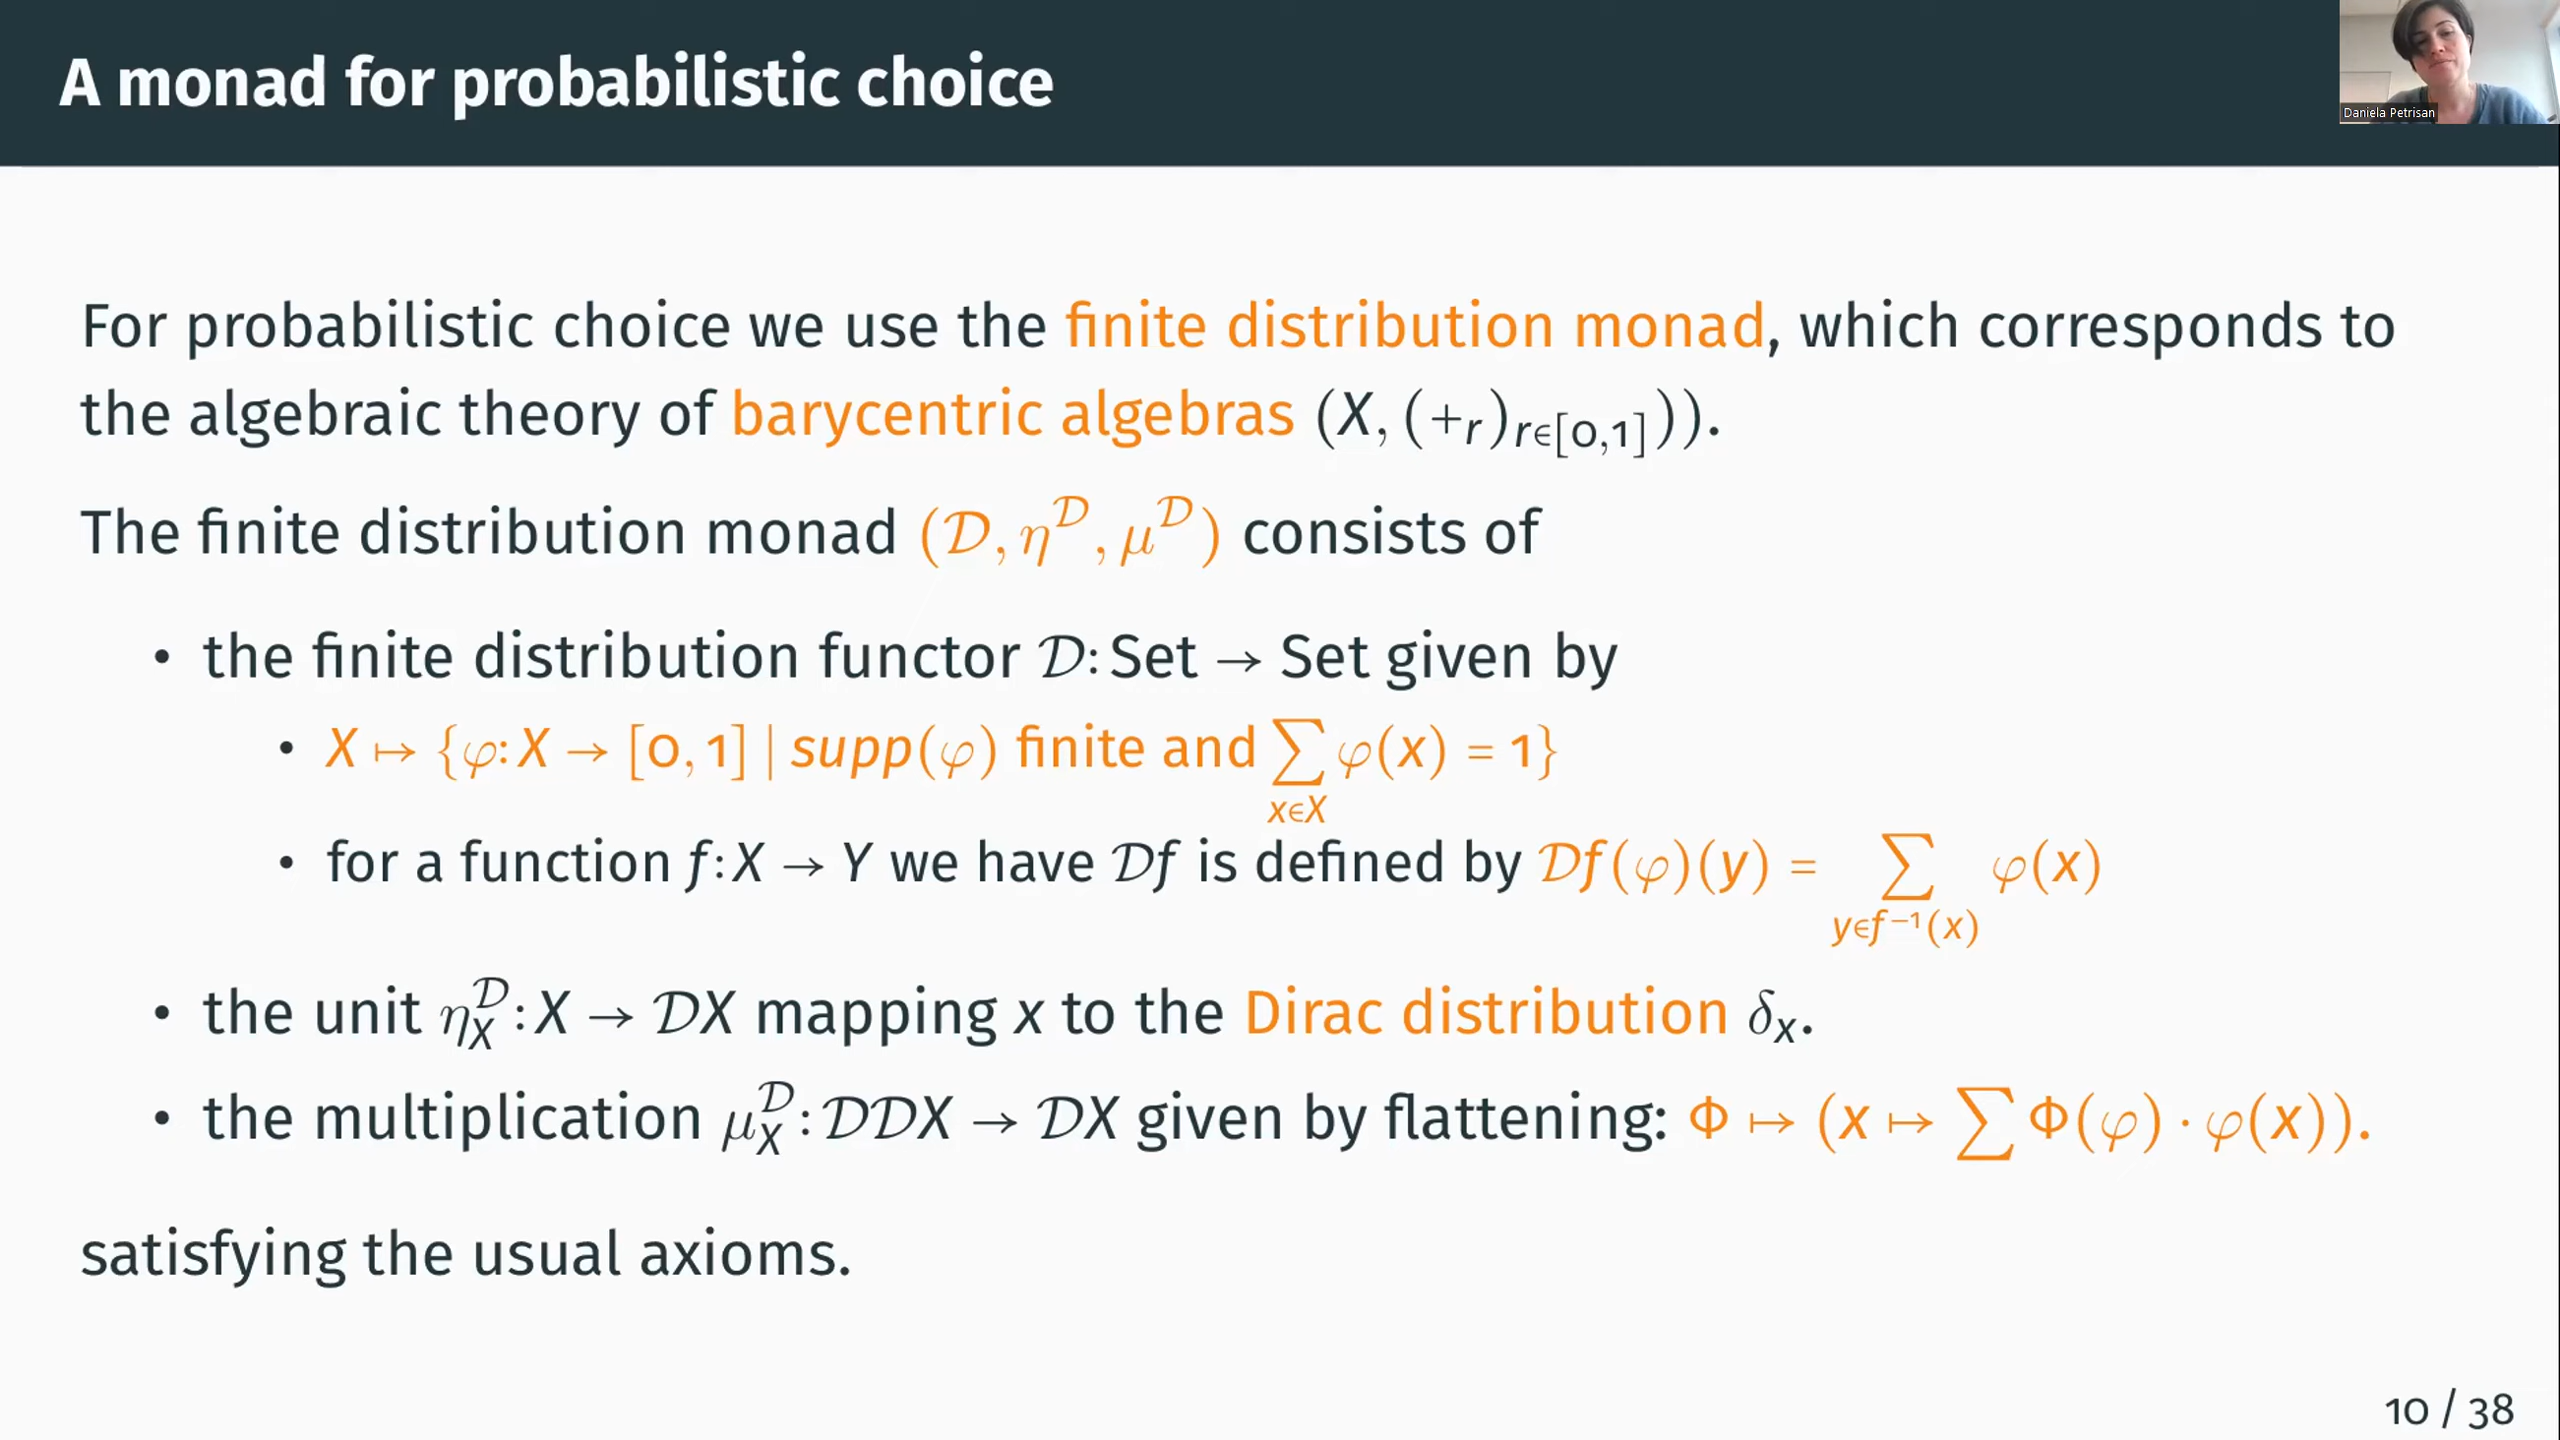 A monad for probabilistic choice
Daniela Petrisan
For probabilistic choice we use the finite distribution monad, which corresponds to
the algebraic theory of barycentric algebras (X, (+ᵣ)ᵣ∈[0,1])).
The finite distribution monad (𝒟, η^𝒟, μ^𝒟) consists of
• the finite distribution functor 𝒟: Set → Set given by
• X ↦ {φ: X → [0, 1] | supp(φ) finite and ∑_{x∈X} φ(x) = 1}
• for a function f: X → Y we have 𝒟f is defined by 𝒟f(φ)(y) = ∑_{y∈f⁻¹(x)} φ(x)
• the unit η_X^𝒟: X → 𝒟X mapping x to the Dirac distribution δₓ.
• the multiplication μ_X^𝒟: 𝒟𝒟X → 𝒟X given by flattening: Φ ↦ (x ↦ ∑ Φ(φ) · φ(x)).
satisfying the usual axioms.
10 / 38